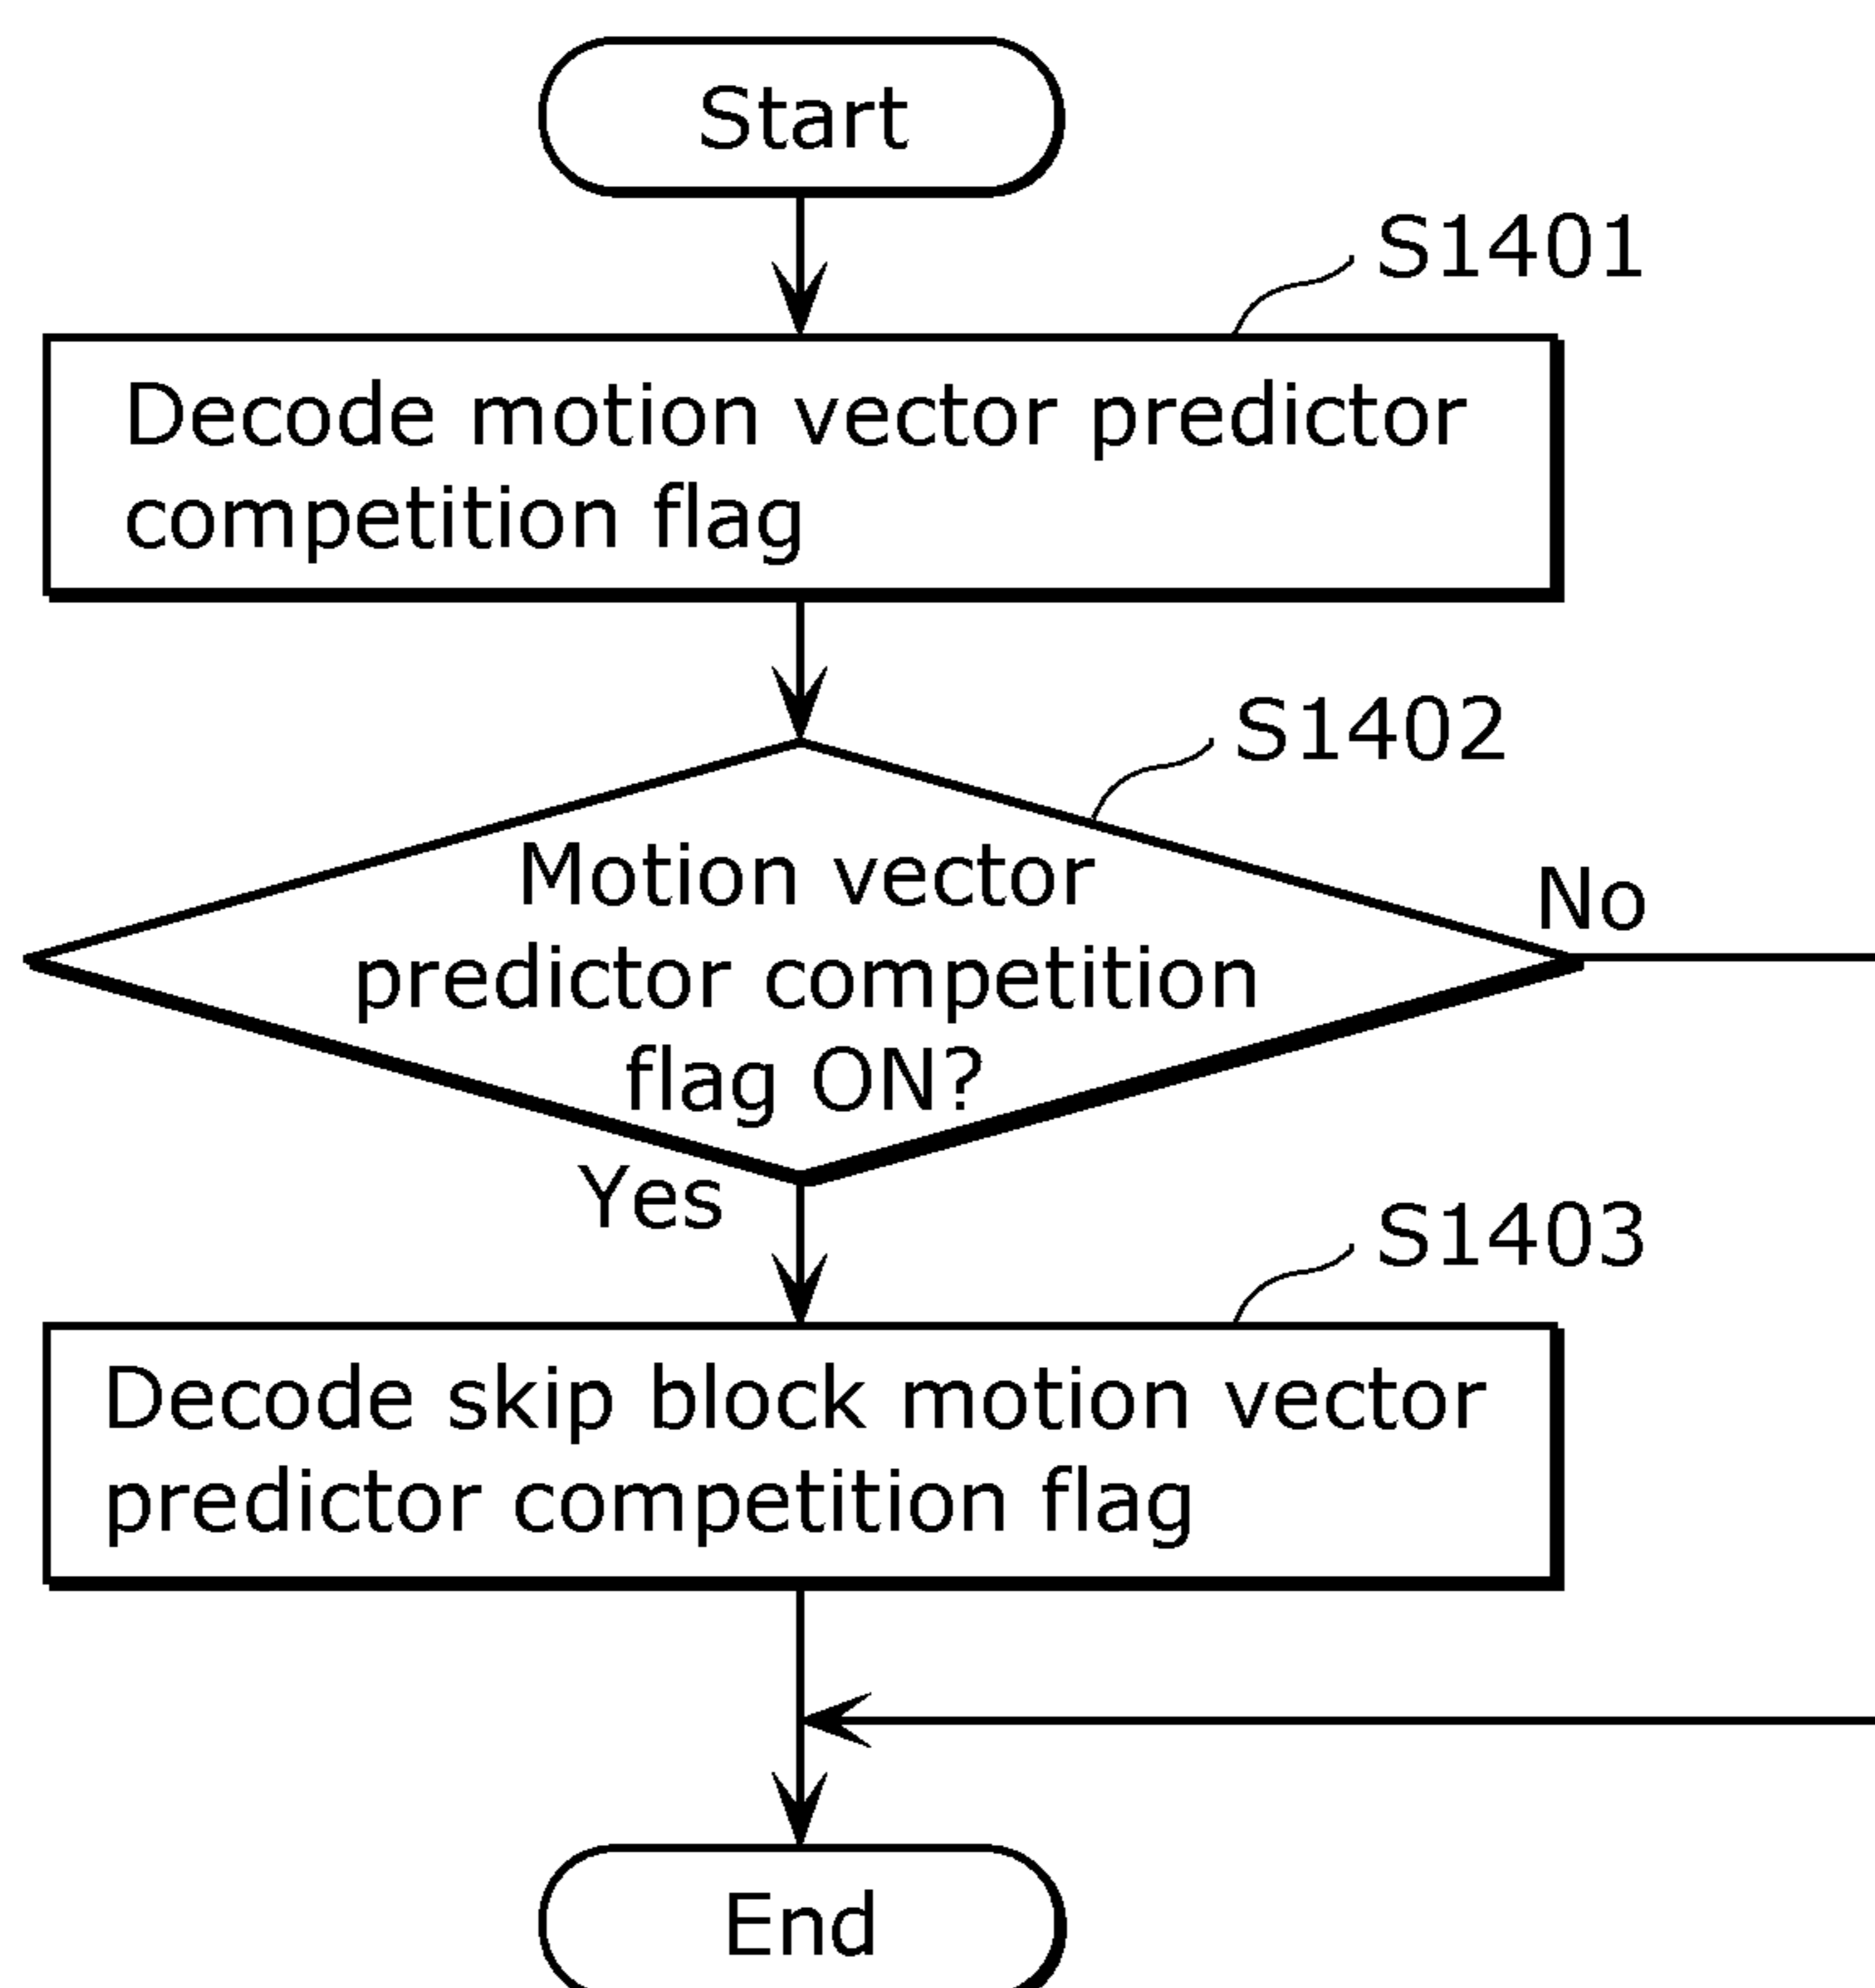 Start
S1401
Decode motion vector predictor
competition flag
S1402
Motion vector
predictor competition
flag ON?
No
Yes
S1403
Decode skip block motion vector
predictor competition flag
End